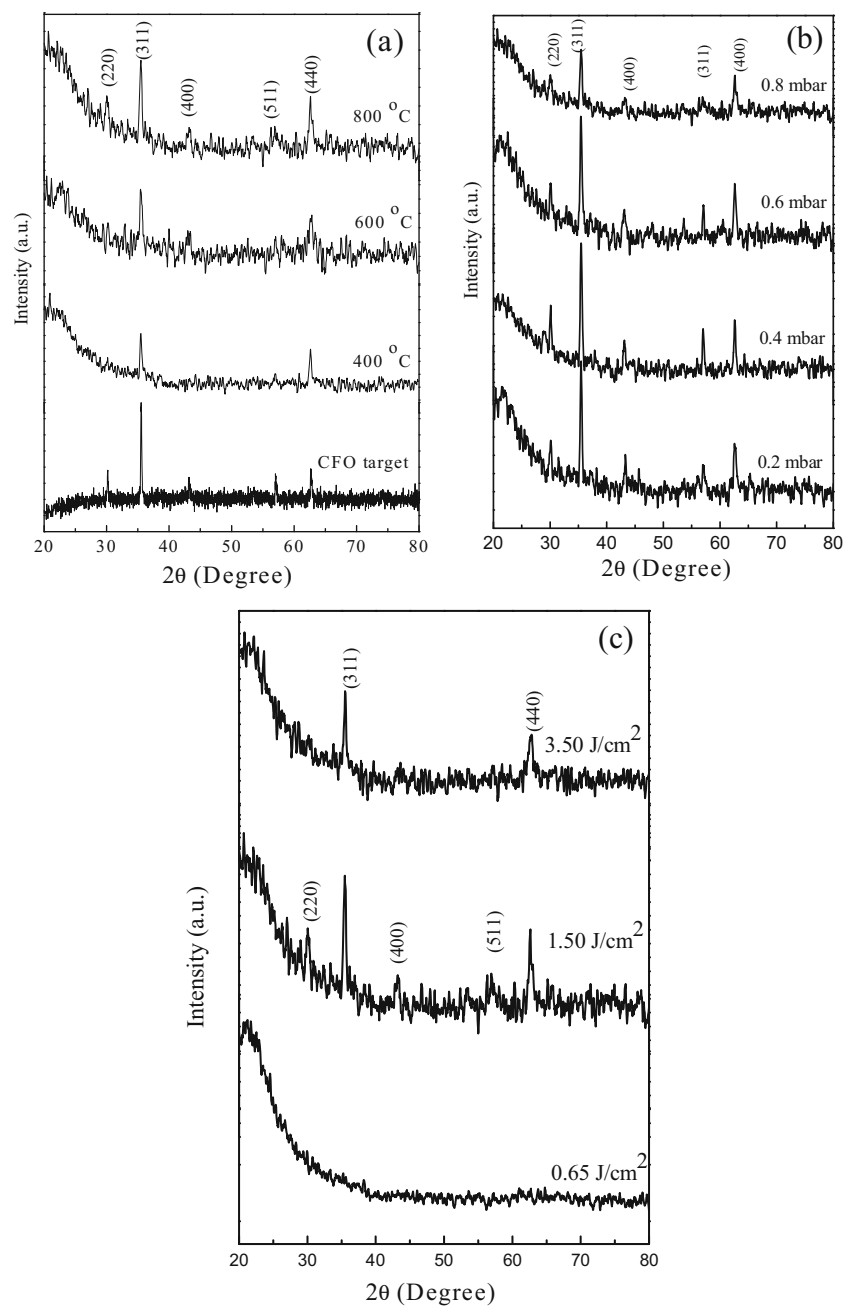 (a)
(220)
(311)
(400)
(511)
(440)
800 °C
600 °C
400 °C
CFO target
Intensity (a.u.)
20 30 40 50 60 70 80
2θ (Degree)
(b)
(220)
(311)
(400)
(311)
(400)
0.8 mbar
0.6 mbar
0.4 mbar
0.2 mbar
Intensity (a.u.)
20 30 40 50 60 70 80
2θ (Degree)
(c)
(311)
(440)
3.50 J/cm²
(220)
(400)
(511)
1.50 J/cm²
0.65 J/cm²
Intensity (a.u.)
20 30 40 50 60 70 80
2θ (Degree)